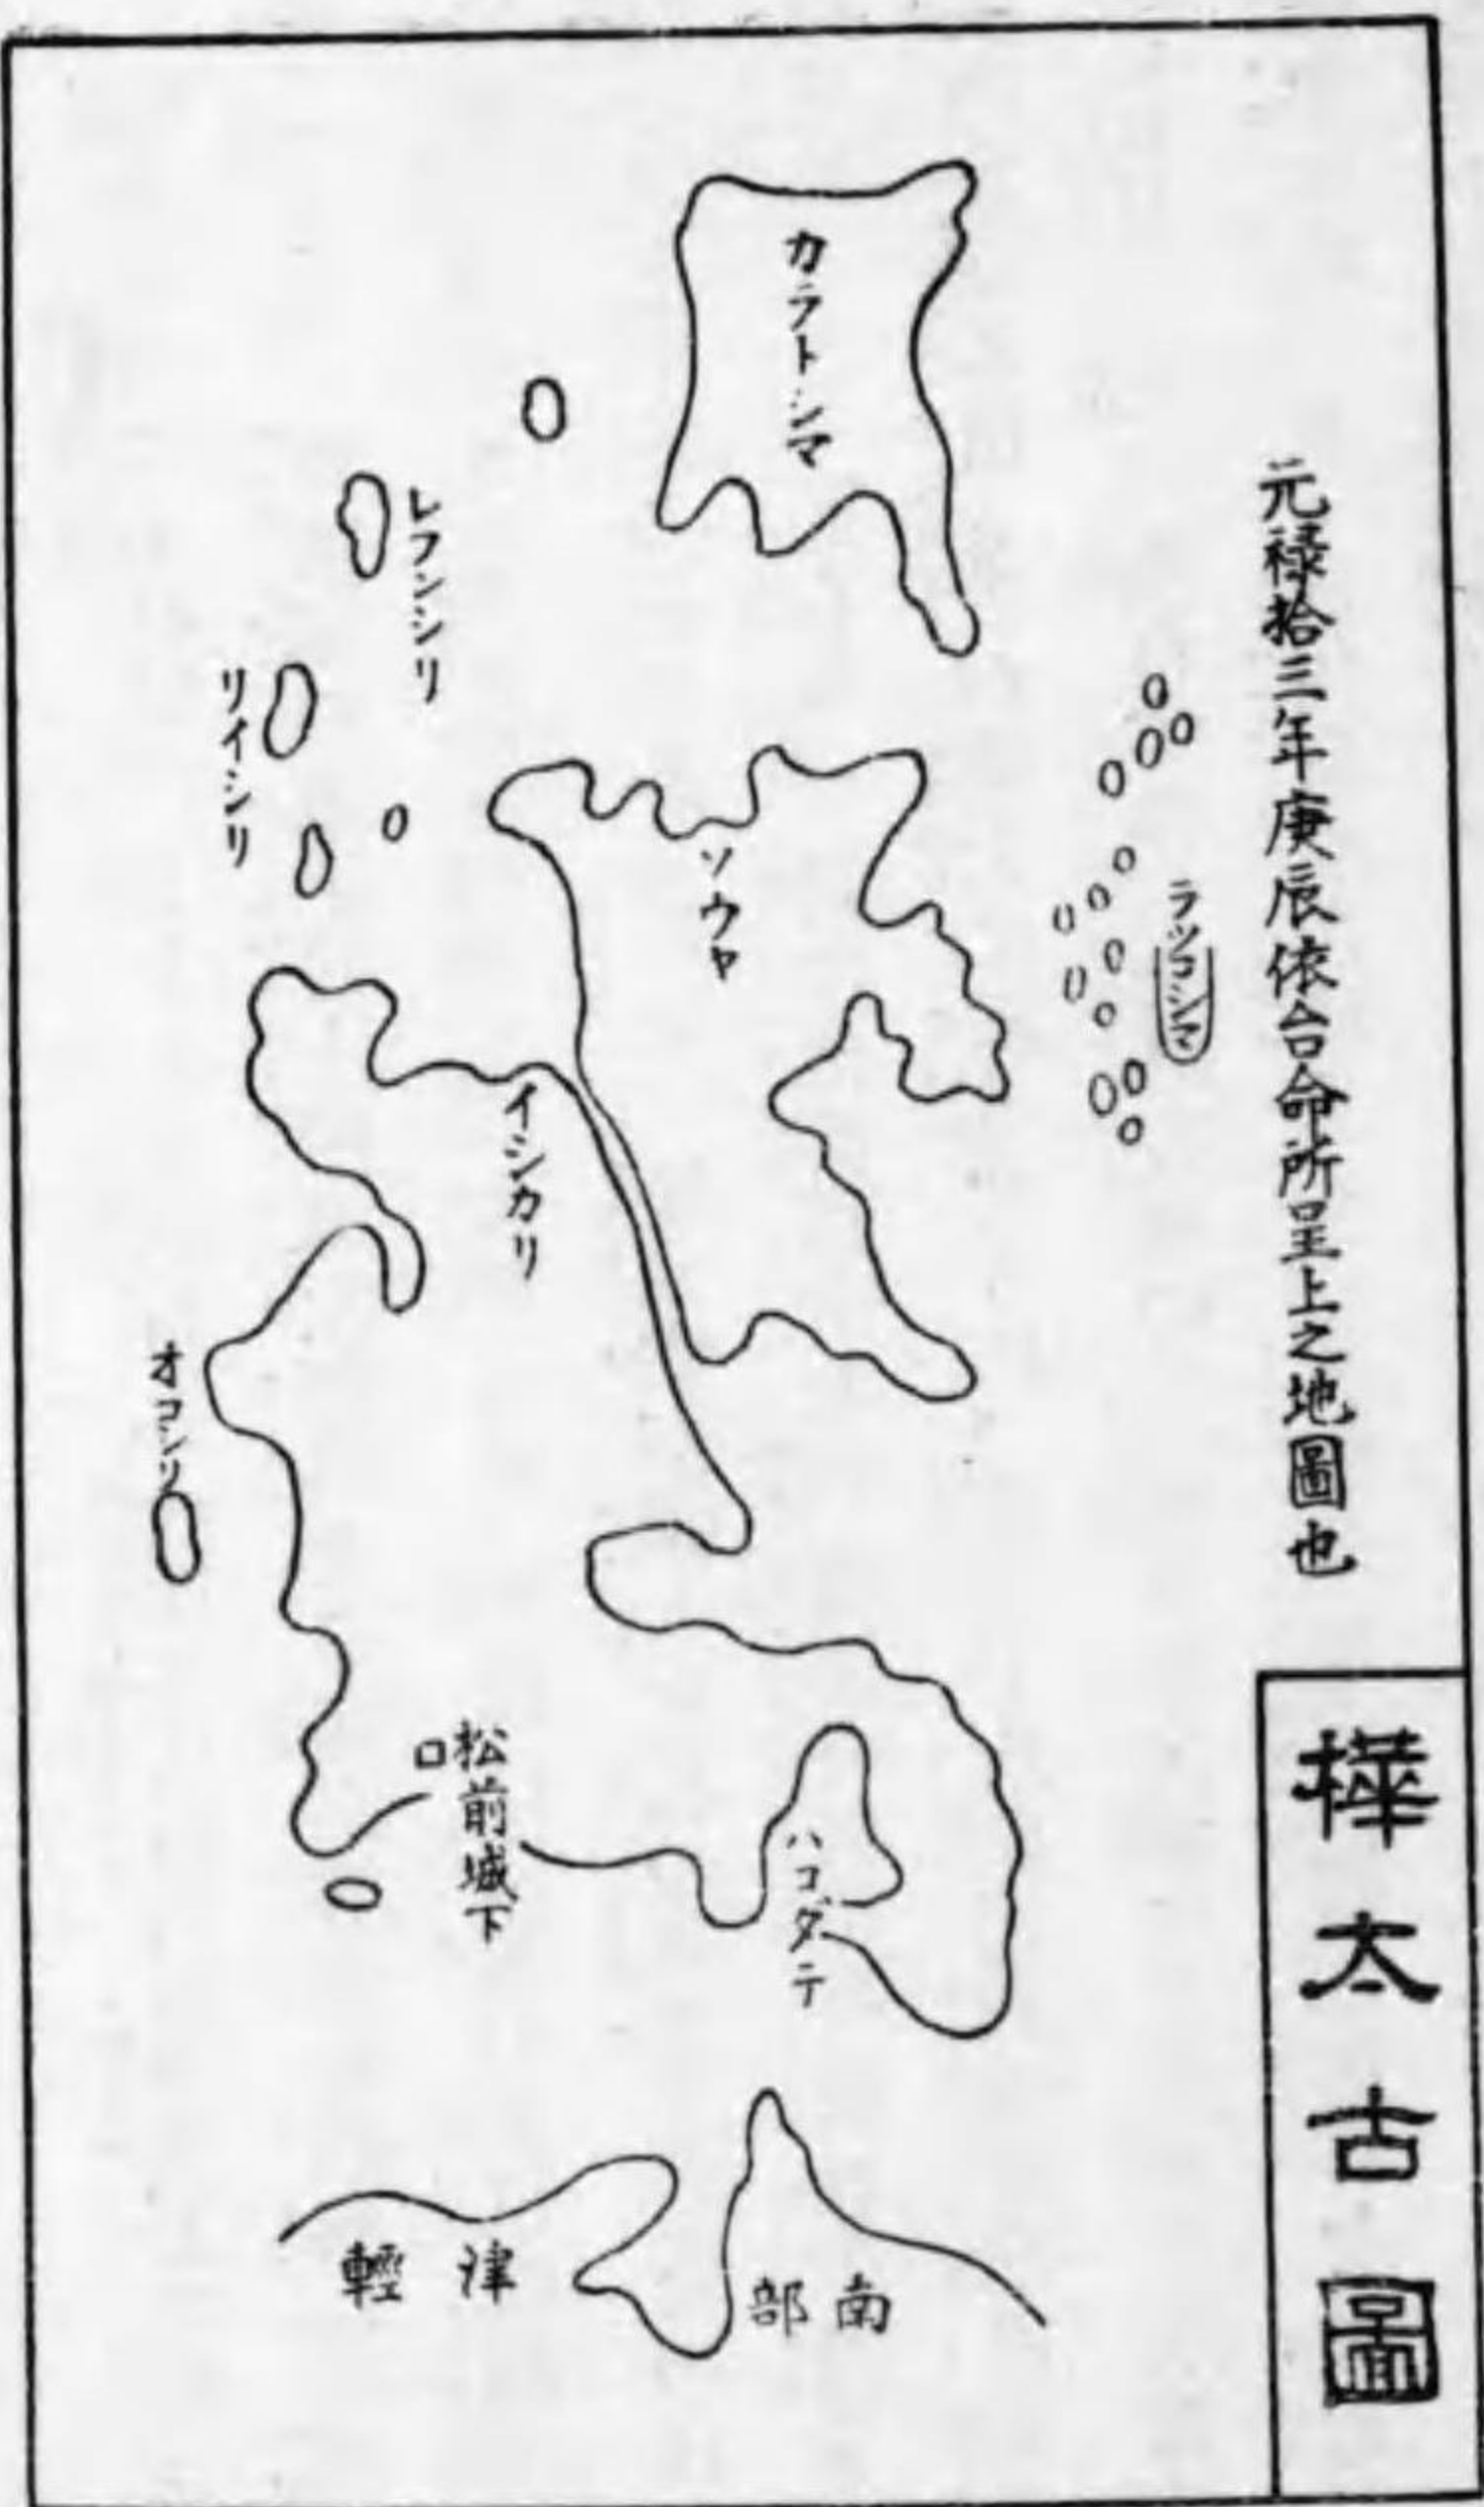 樺太古圖
元禄拾三年庚辰依台命所呈上之地圖也
カラトシマ
レフンシリ
リイシリ
ラッコシマ
ソウヤ
イシカリ
オコシリ
松前城下
ハコダテ
南部
津輕